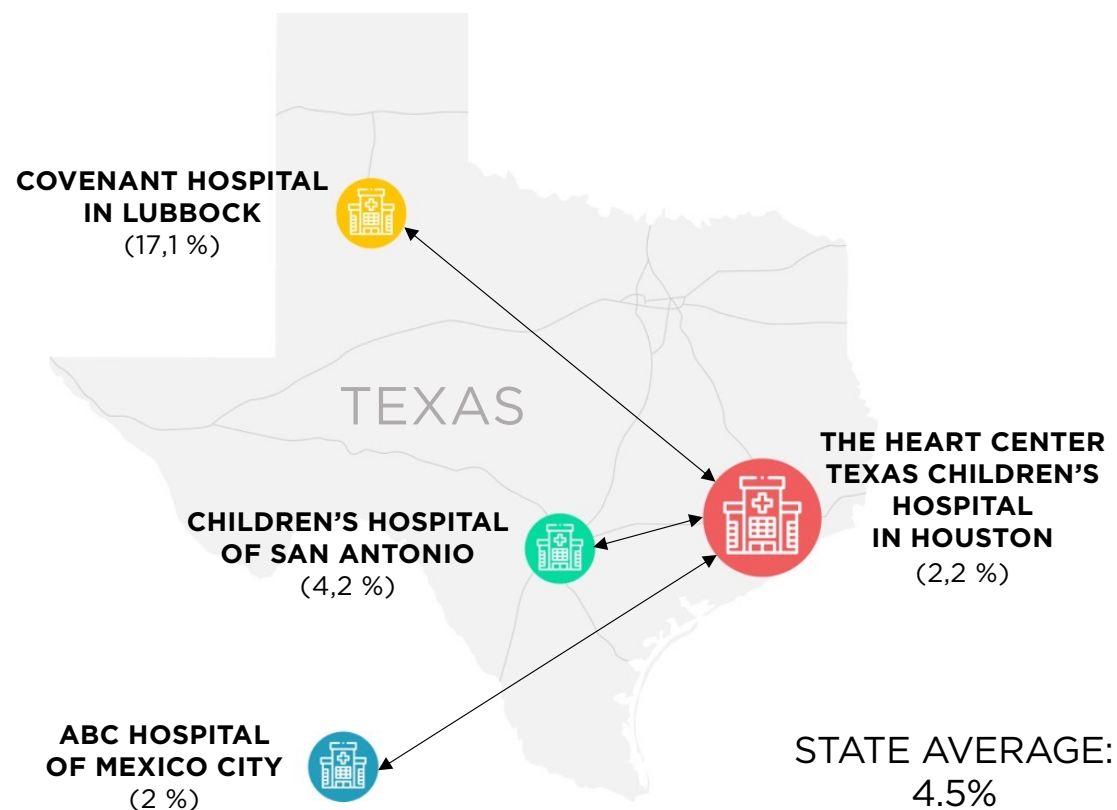 COVENANT HOSPITAL
IN LUBBOCK
(17,1 %)
TEXAS
THE HEART CENTER
TEXAS CHILDREN'S
HOSPITAL
IN HOUSTON
(2,2 %)
CHILDREN'S HOSPITAL
OF SAN ANTONIO
(4,2 %)
ABC HOSPITAL
OF MEXICO CITY
(2 %)
STATE AVERAGE:
4.5%